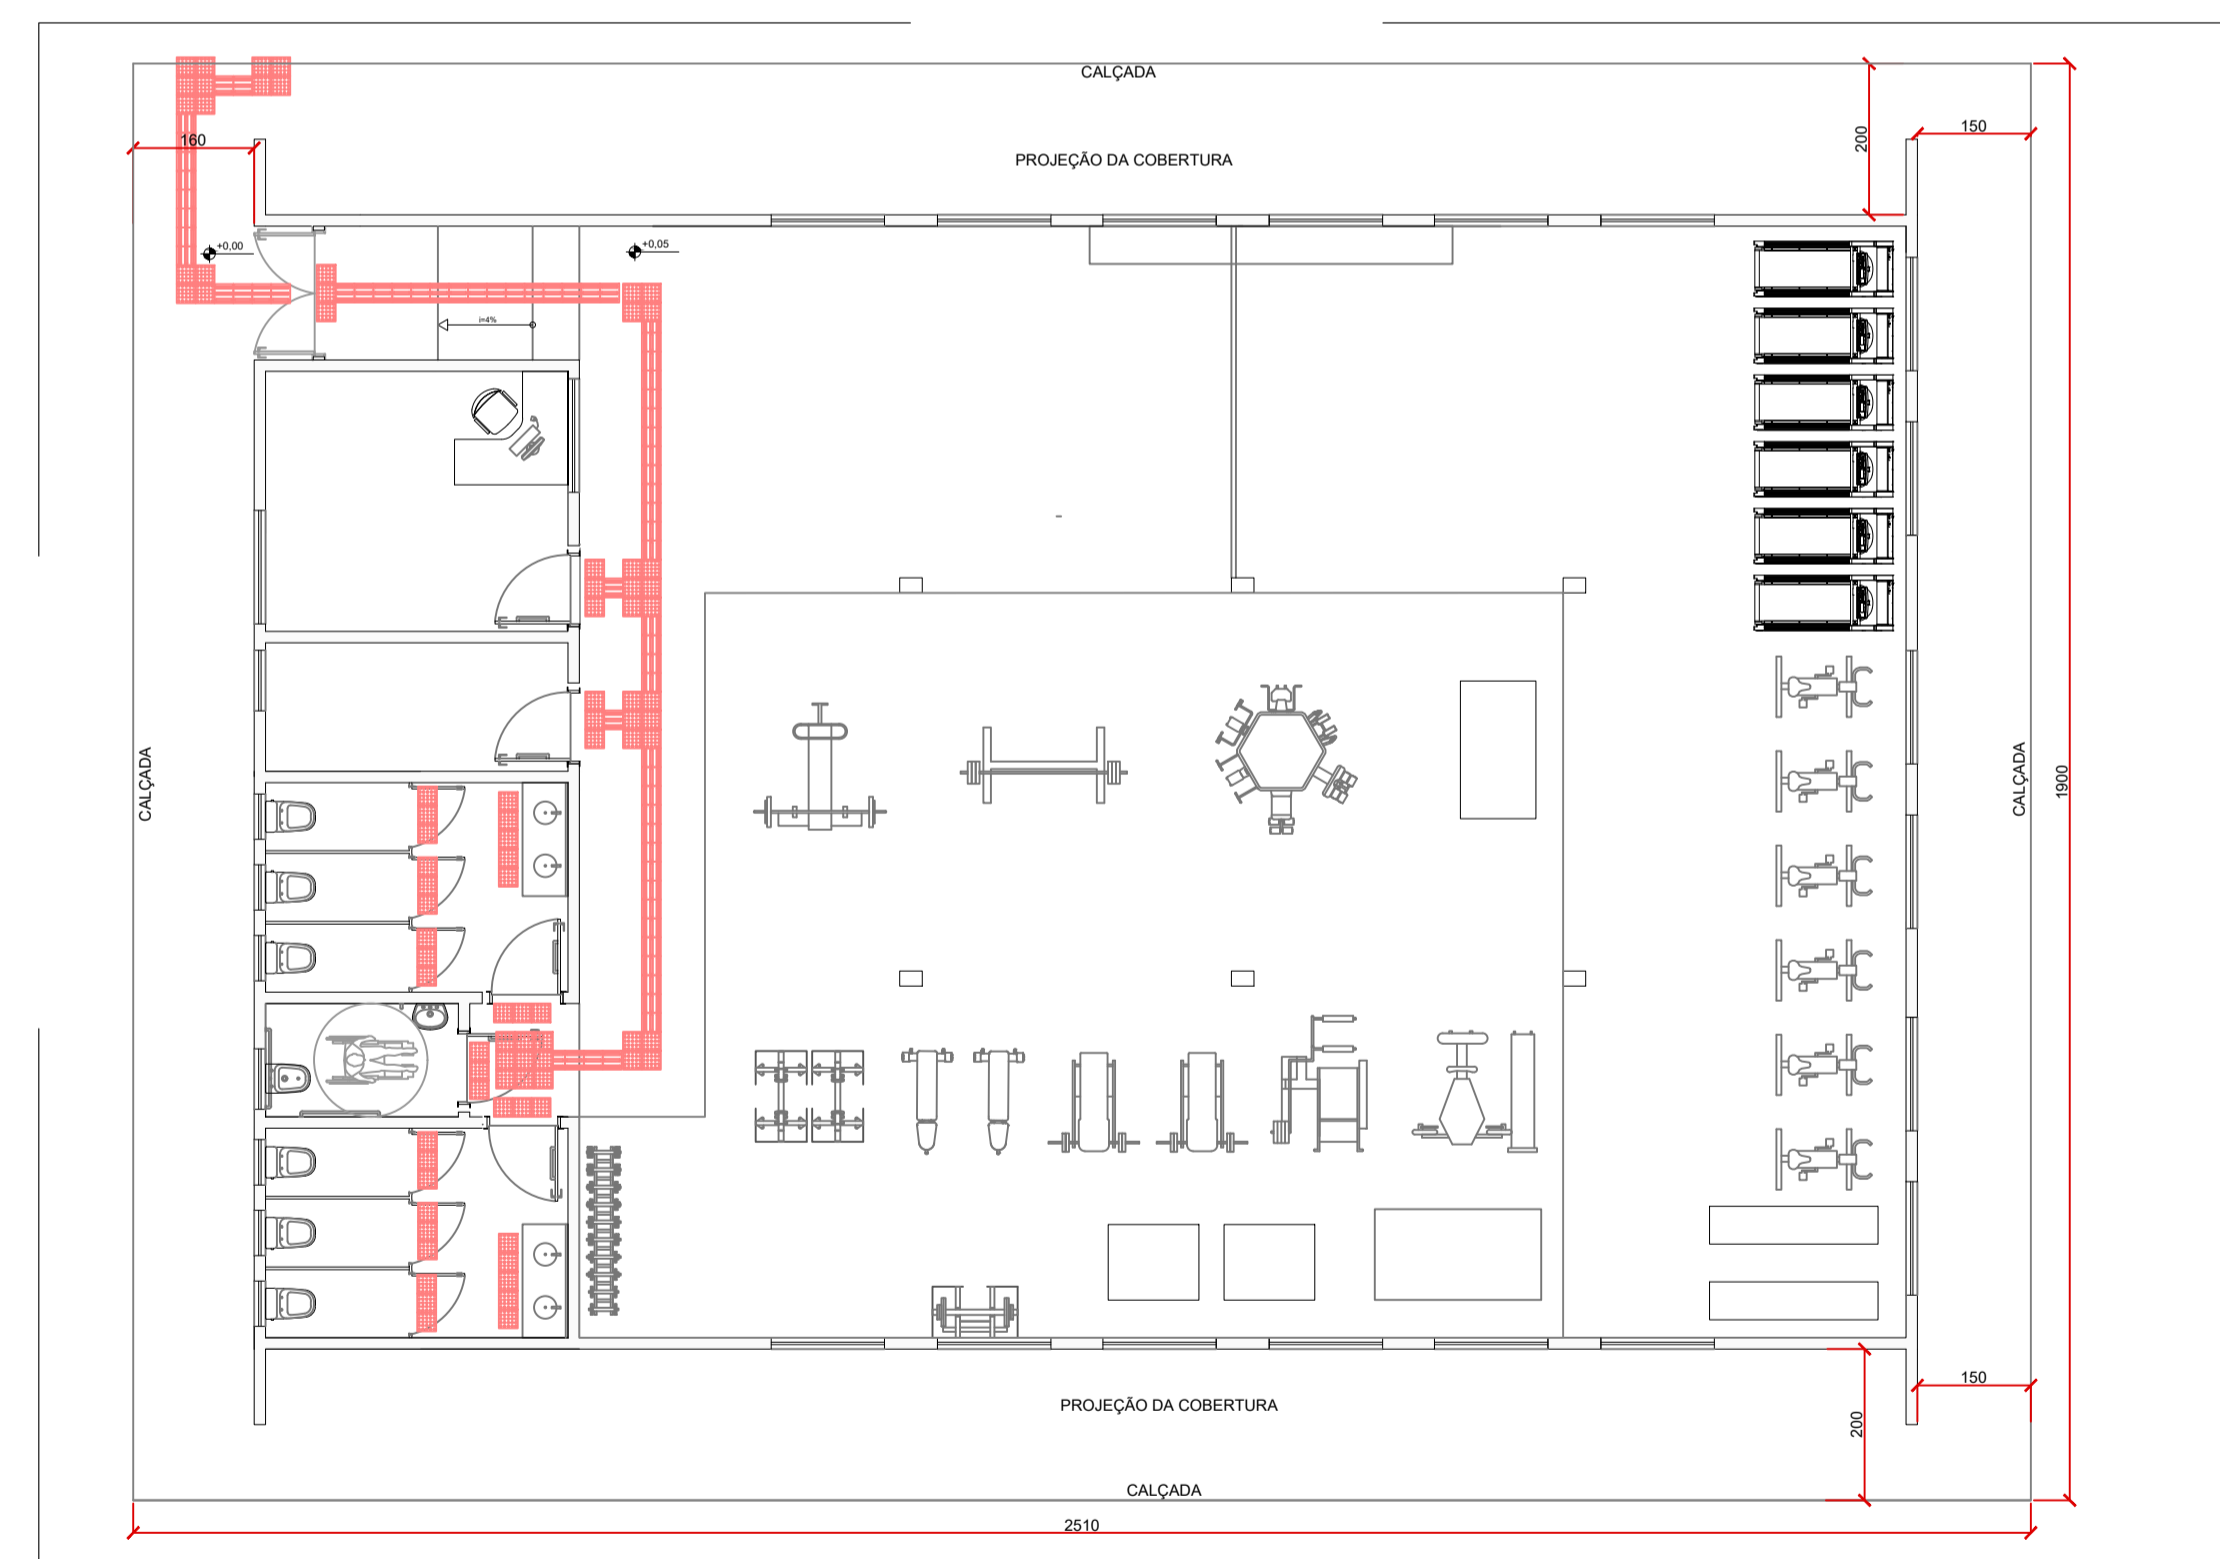 CALÇADA
160
200
150
PROJEÇÃO DA COBERTURA
+0,00
+0,05
i=4%
CALÇADA
CALÇADA
1900
150
PROJEÇÃO DA COBERTURA
200
CALÇADA
2510